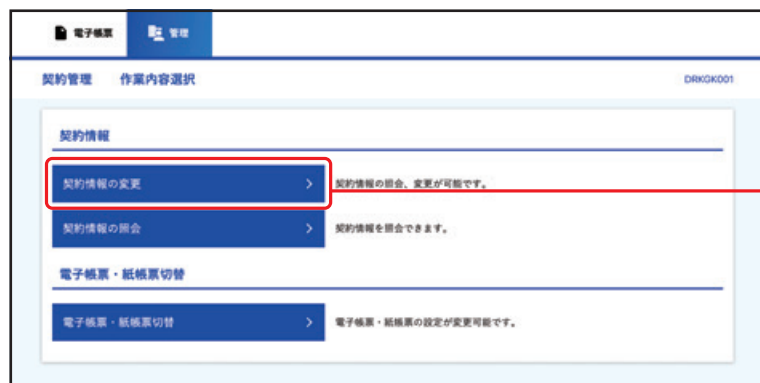 電子帳票 管理
契約管理 作業内容選択 DRKGK001
契約情報
契約情報の変更 > 契約情報の照会、変更が可能です。
契約情報の照会 > 契約情報を照会できます。
電子帳票・紙帳票切替
電子帳票・紙帳票切替 > 電子帳票・紙帳票の設定が変更可能です。